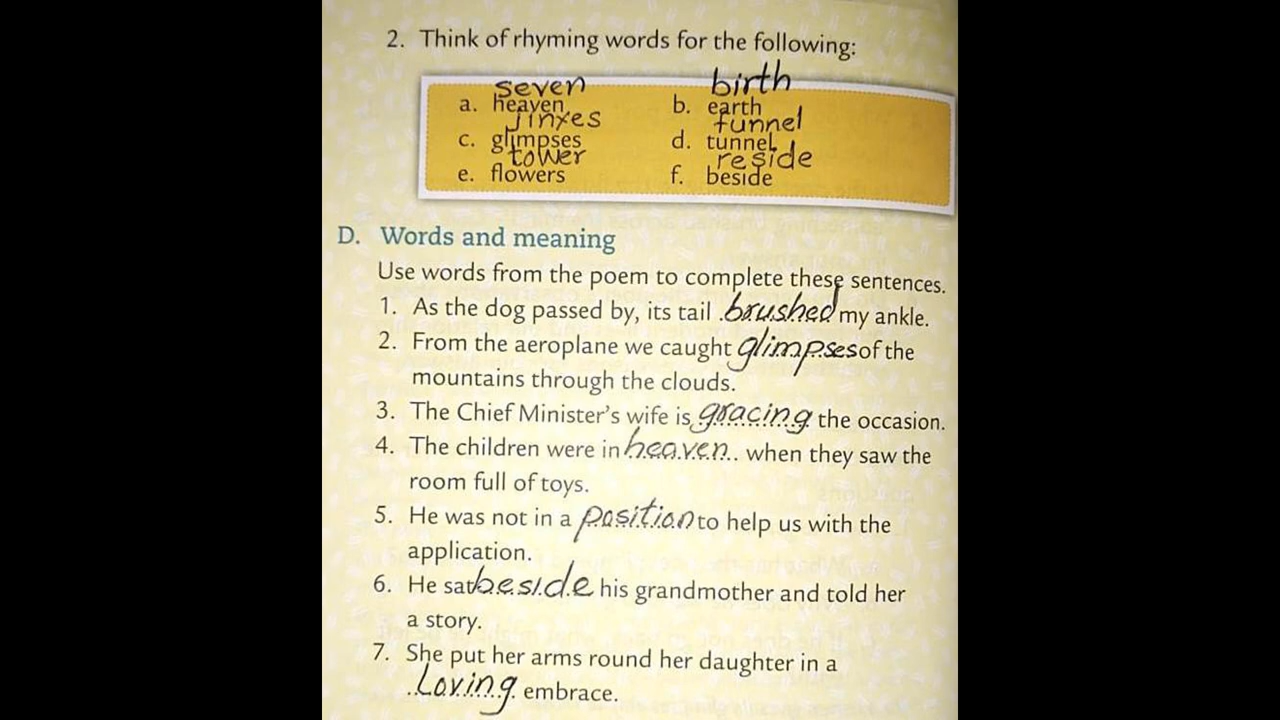 2. Think of rhyming words for the following:
seven birth
a. heaven b. earth
jinxes funnel
c. glimpses d. tunnel
tower reside
e. flowers f. beside
D. Words and meaning
Use words from the poem to complete these sentences.
1. As the dog passed by, its tail brushed my ankle.
2. From the aeroplane we caught glimpses of the
mountains through the clouds.
3. The Chief Minister's wife is gracing the occasion.
4. The children were in heaven when they saw the
room full of toys.
5. He was not in a position to help us with the
application.
6. He sat beside his grandmother and told her
a story.
7. She put her arms round her daughter in a
Loving embrace.